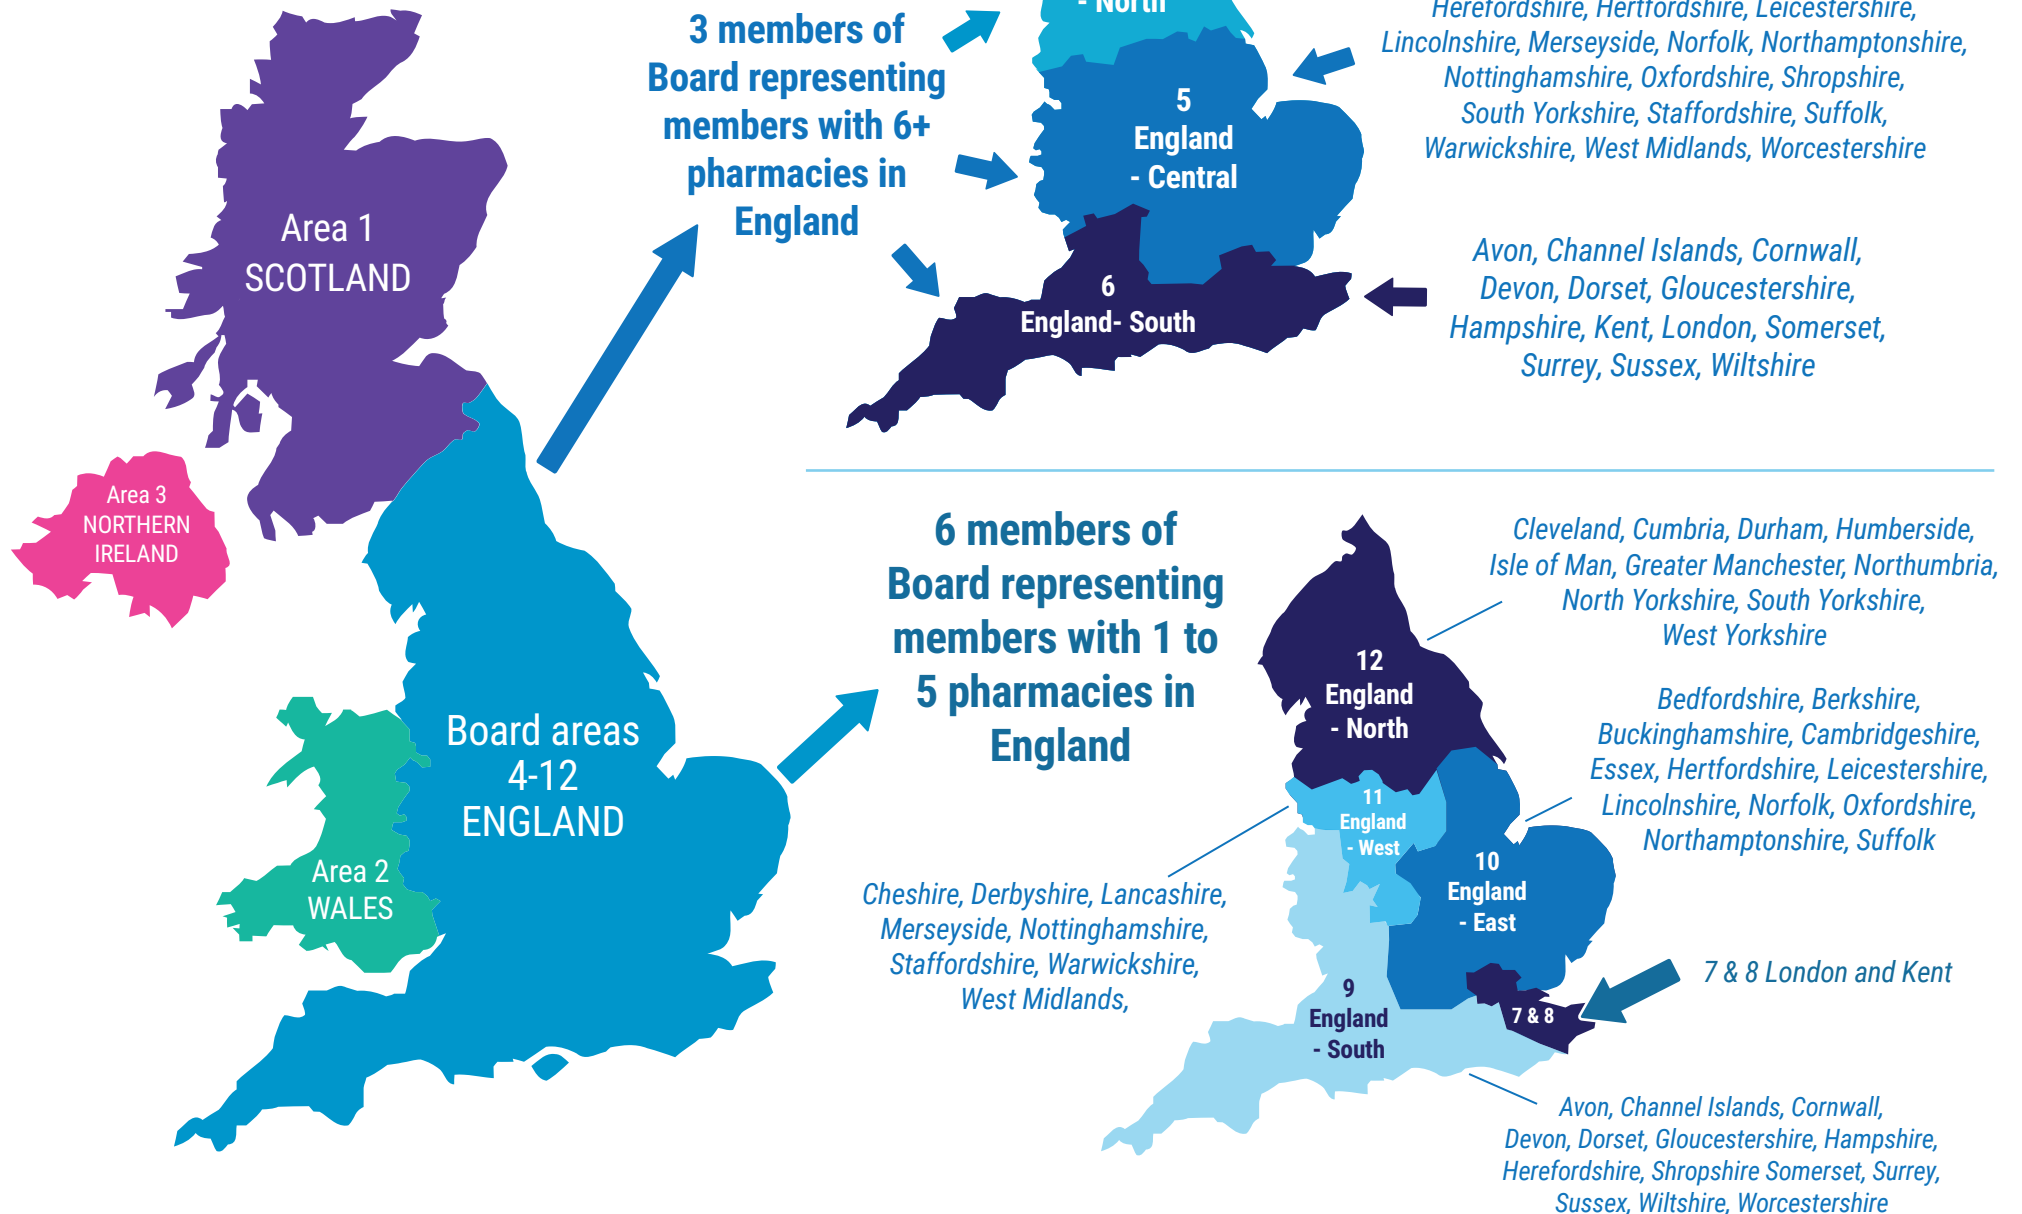 3 members of
Board representing
members with 6+
pharmacies in
England
- North
Herefordshire, Hertfordshire, Leicestershire,
Lincolnshire, Merseyside, Norfolk, Northamptonshire,
Nottinghamshire, Oxfordshire, Shropshire,
South Yorkshire, Staffordshire, Suffolk,
Warwickshire, West Midlands, Worcestershire
5
England
- Central
6
England- South
Avon, Channel Islands, Cornwall,
Devon, Dorset, Gloucestershire,
Hampshire, Kent, London, Somerset,
Surrey, Sussex, Wiltshire
Area 1
SCOTLAND
Area 3
NORTHERN
IRELAND
Board areas
4-12
ENGLAND
Area 2
WALES
6 members of
Board representing
members with 1 to
5 pharmacies in
England
Cleveland, Cumbria, Durham, Humberside,
Isle of Man, Greater Manchester, Northumbria,
North Yorkshire, South Yorkshire,
West Yorkshire
12
England
- North
Bedfordshire, Berkshire,
Buckinghamshire, Cambridgeshire,
Essex, Hertfordshire, Leicestershire,
Lincolnshire, Norfolk, Oxfordshire,
Northamptonshire, Suffolk
11
England
- West
10
England
- East
Cheshire, Derbyshire, Lancashire,
Merseyside, Nottinghamshire,
Staffordshire, Warwickshire,
West Midlands,
7 & 8 London and Kent
9
England
- South
7 & 8
Avon, Channel Islands, Cornwall,
Devon, Dorset, Gloucestershire, Hampshire,
Herefordshire, Shropshire Somerset, Surrey,
Sussex, Wiltshire, Worcestershire